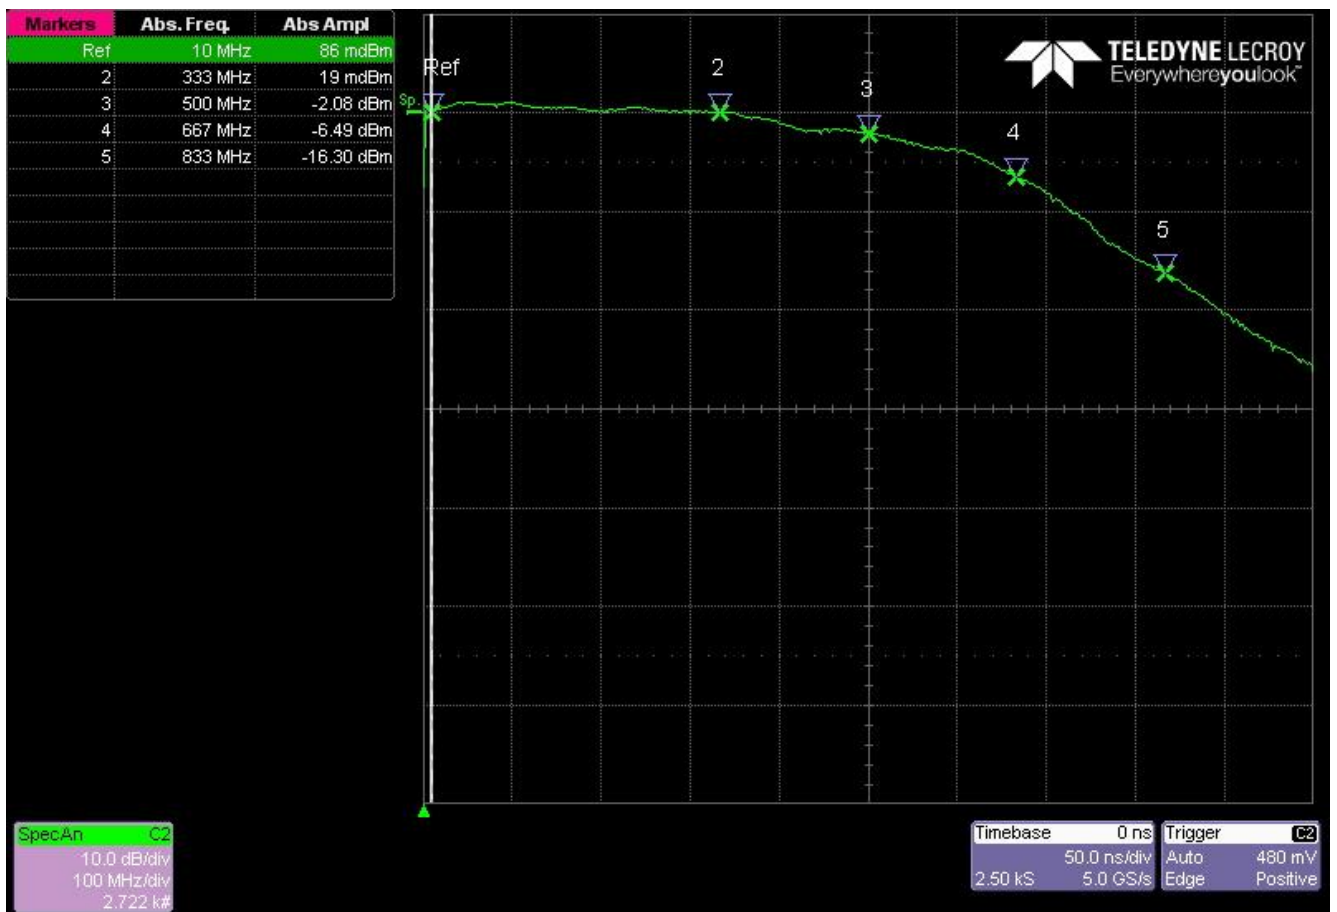 Markers Abs. Freq. Abs Ampl
Ref 10 MHz 86 mdBm
2 333 MHz 19 mdBm
3 500 MHz -2.08 dBm
4 667 MHz -6.49 dBm
5 833 MHz -16.30 dBm
TELEDYNE LECROY
Everywhereyoulook™
Ref
2
3
4
5
Sp.
SpecAn C2
10.0 dB/div
100 MHz/div
2.722 k#
Timebase 0 ns
50.0 ns/div
2.50 kS 5.0 GS/s
Trigger C2
Auto 480 mV
Edge Positive